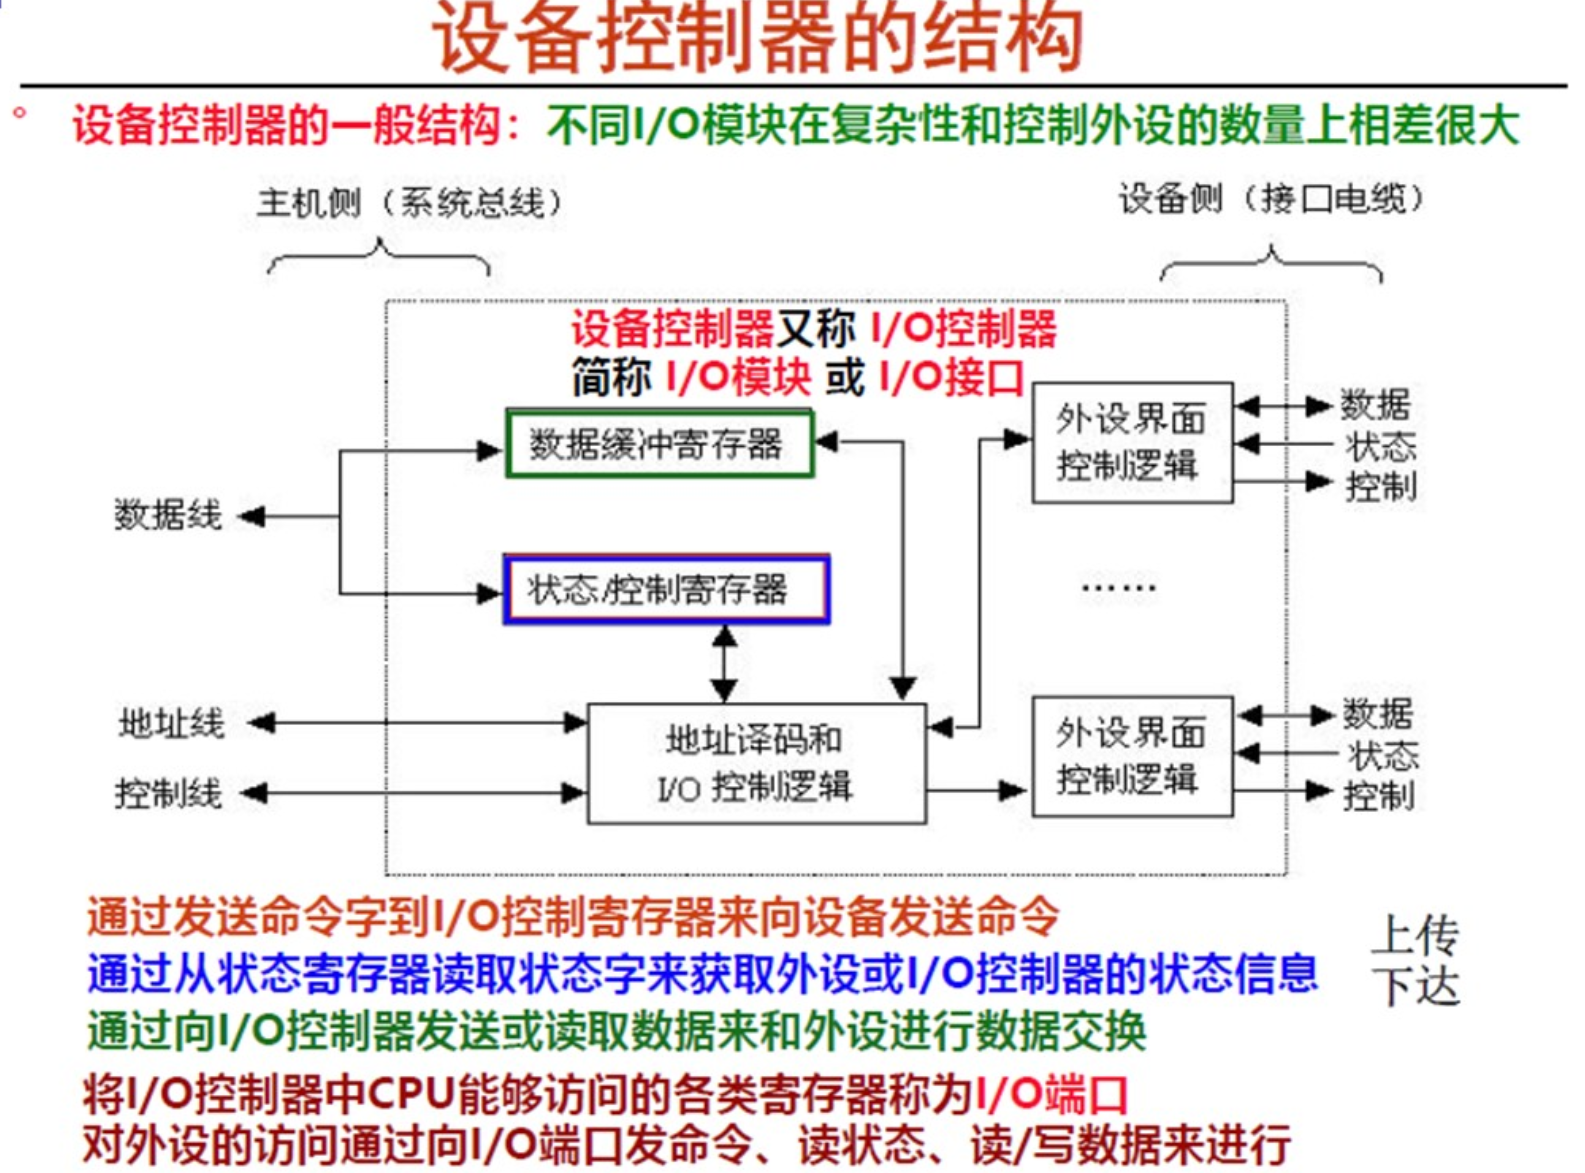 设备控制器的结构
设备控制器的一般结构：不同I/O模块在复杂性和控制外设的数量上相差很大
主机侧（系统总线）
设备侧（接口电缆）
设备控制器又称 I/O控制器
简称 I/O模块 或 I/O接口
数据缓冲寄存器
外设界面
控制逻辑
数据
状态
控制
数据线
状态/控制寄存器
……
地址线
控制线
地址译码和
I/O 控制逻辑
外设界面
控制逻辑
数据
状态
控制
通过发送命令字到I/O控制寄存器来向设备发送命令
通过从状态寄存器读取状态字来获取外设或I/O控制器的状态信息
通过向I/O控制器发送或读取数据来和外设进行数据交换
上传
下达
将I/O控制器中CPU能够访问的各类寄存器称为I/O端口
对外设的访问通过向I/O端口发命令、读状态、读/写数据来进行